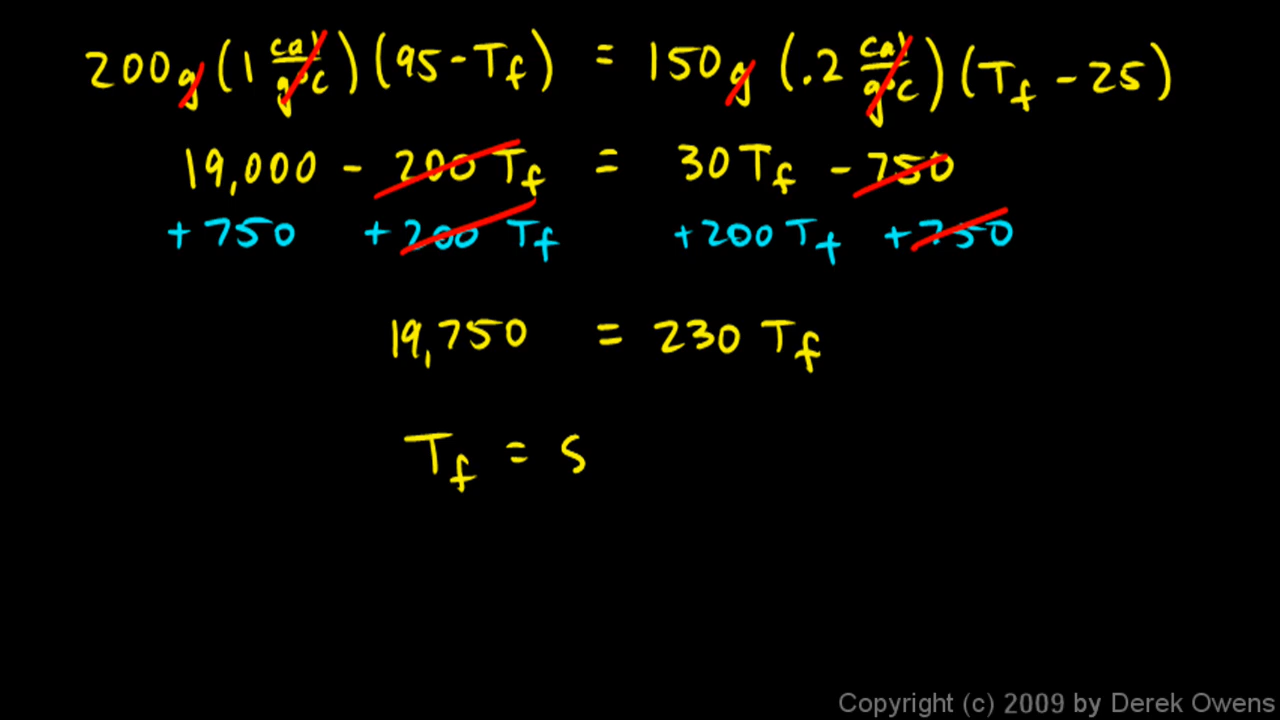 200g (1 cal/g°C) (95 - Tf) = 150g (.2 cal/g°C) (Tf - 25)
19,000 - 200 Tf = 30 Tf - 750
+ 750 + 200 Tf + 200 Tf + 750
19,750 = 230 Tf
Tf = S
Copyright (c) 2009 by Derek Owens